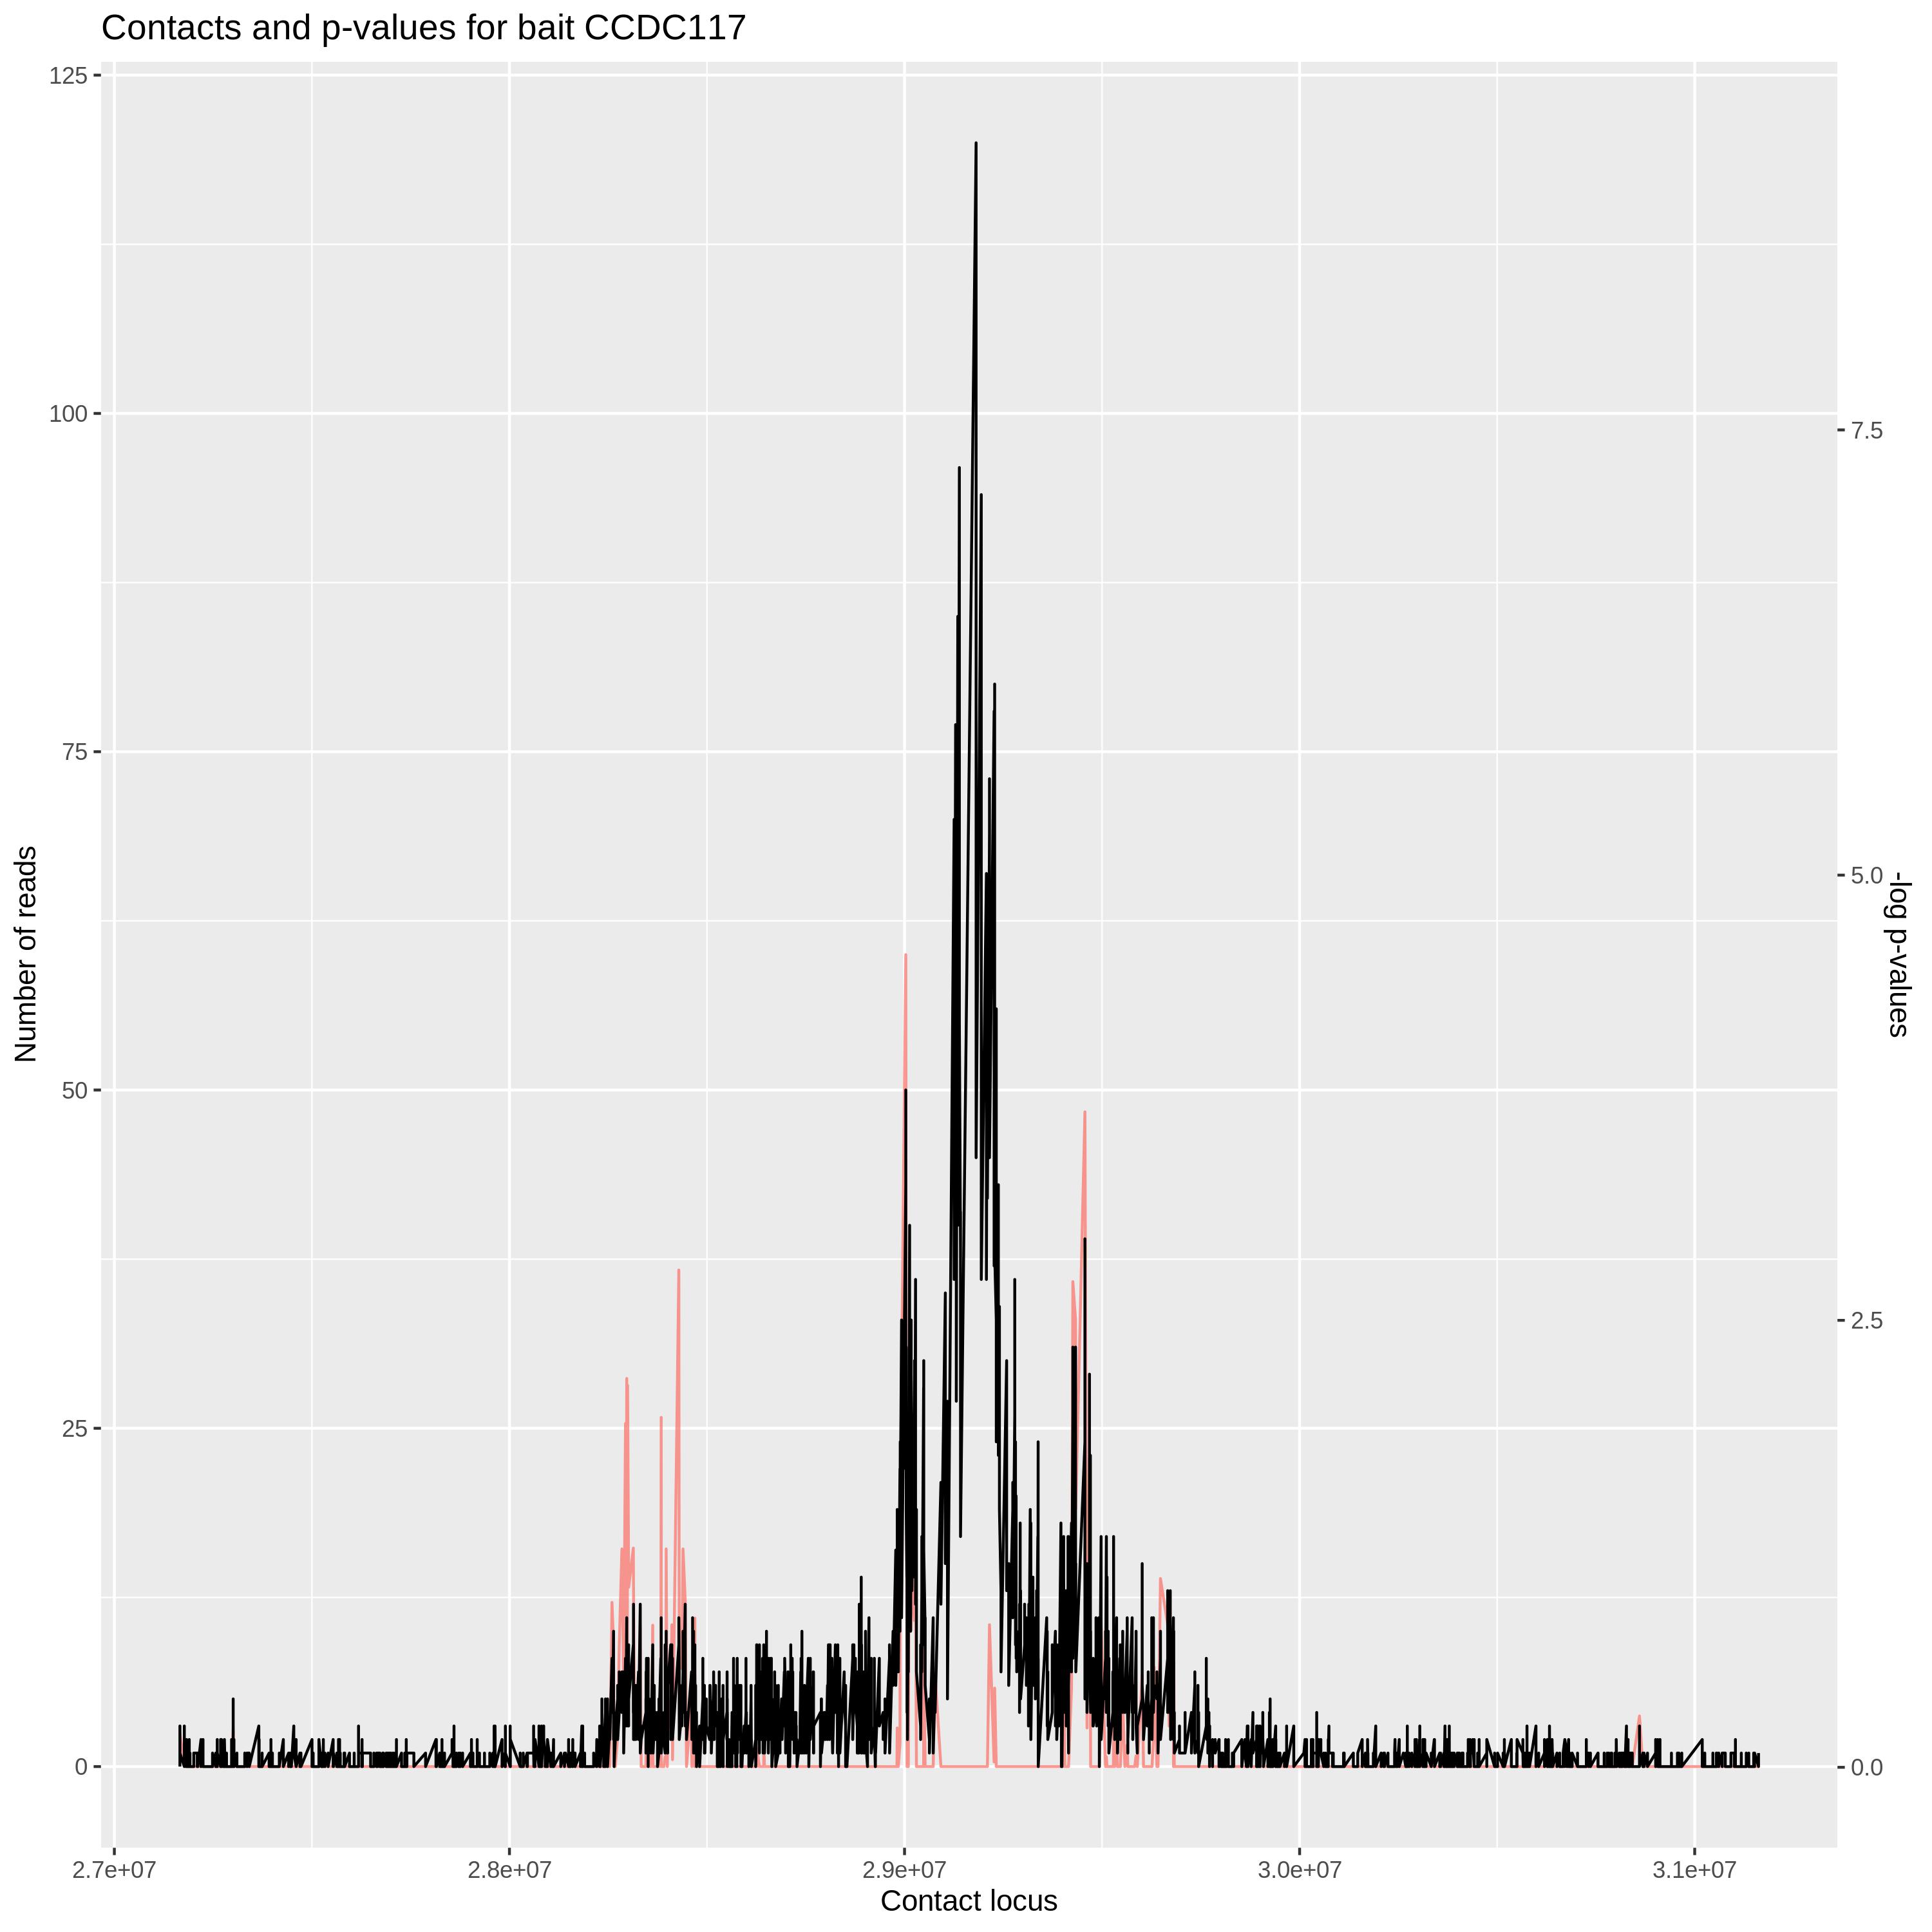 Contacts and p-values for bait CCDC117
125
100
75
50
25
0
Number of reads
7.5
5.0
2.5
0.0
-log p-values
2.7e+07
2.8e+07
2.9e+07
3.0e+07
3.1e+07
Contact locus